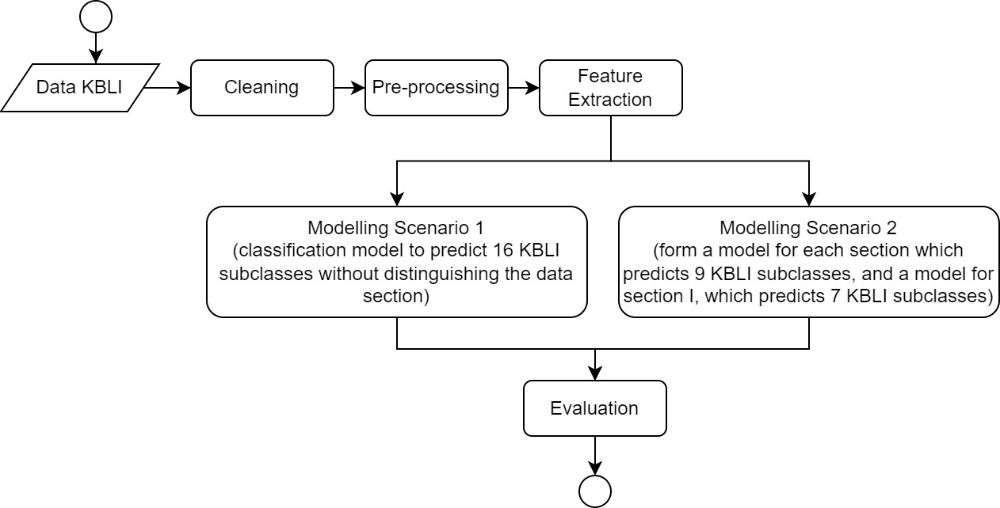 Data KBLI
Cleaning
Pre-processing
Feature
Extraction
Modelling Scenario 1
(classification model to predict 16 KBLI
subclasses without distinguishing the data
section)
Modelling Scenario 2
(form a model for each section which
predicts 9 KBLI subclasses, and a model for
section I, which predicts 7 KBLI subclasses)
Evaluation